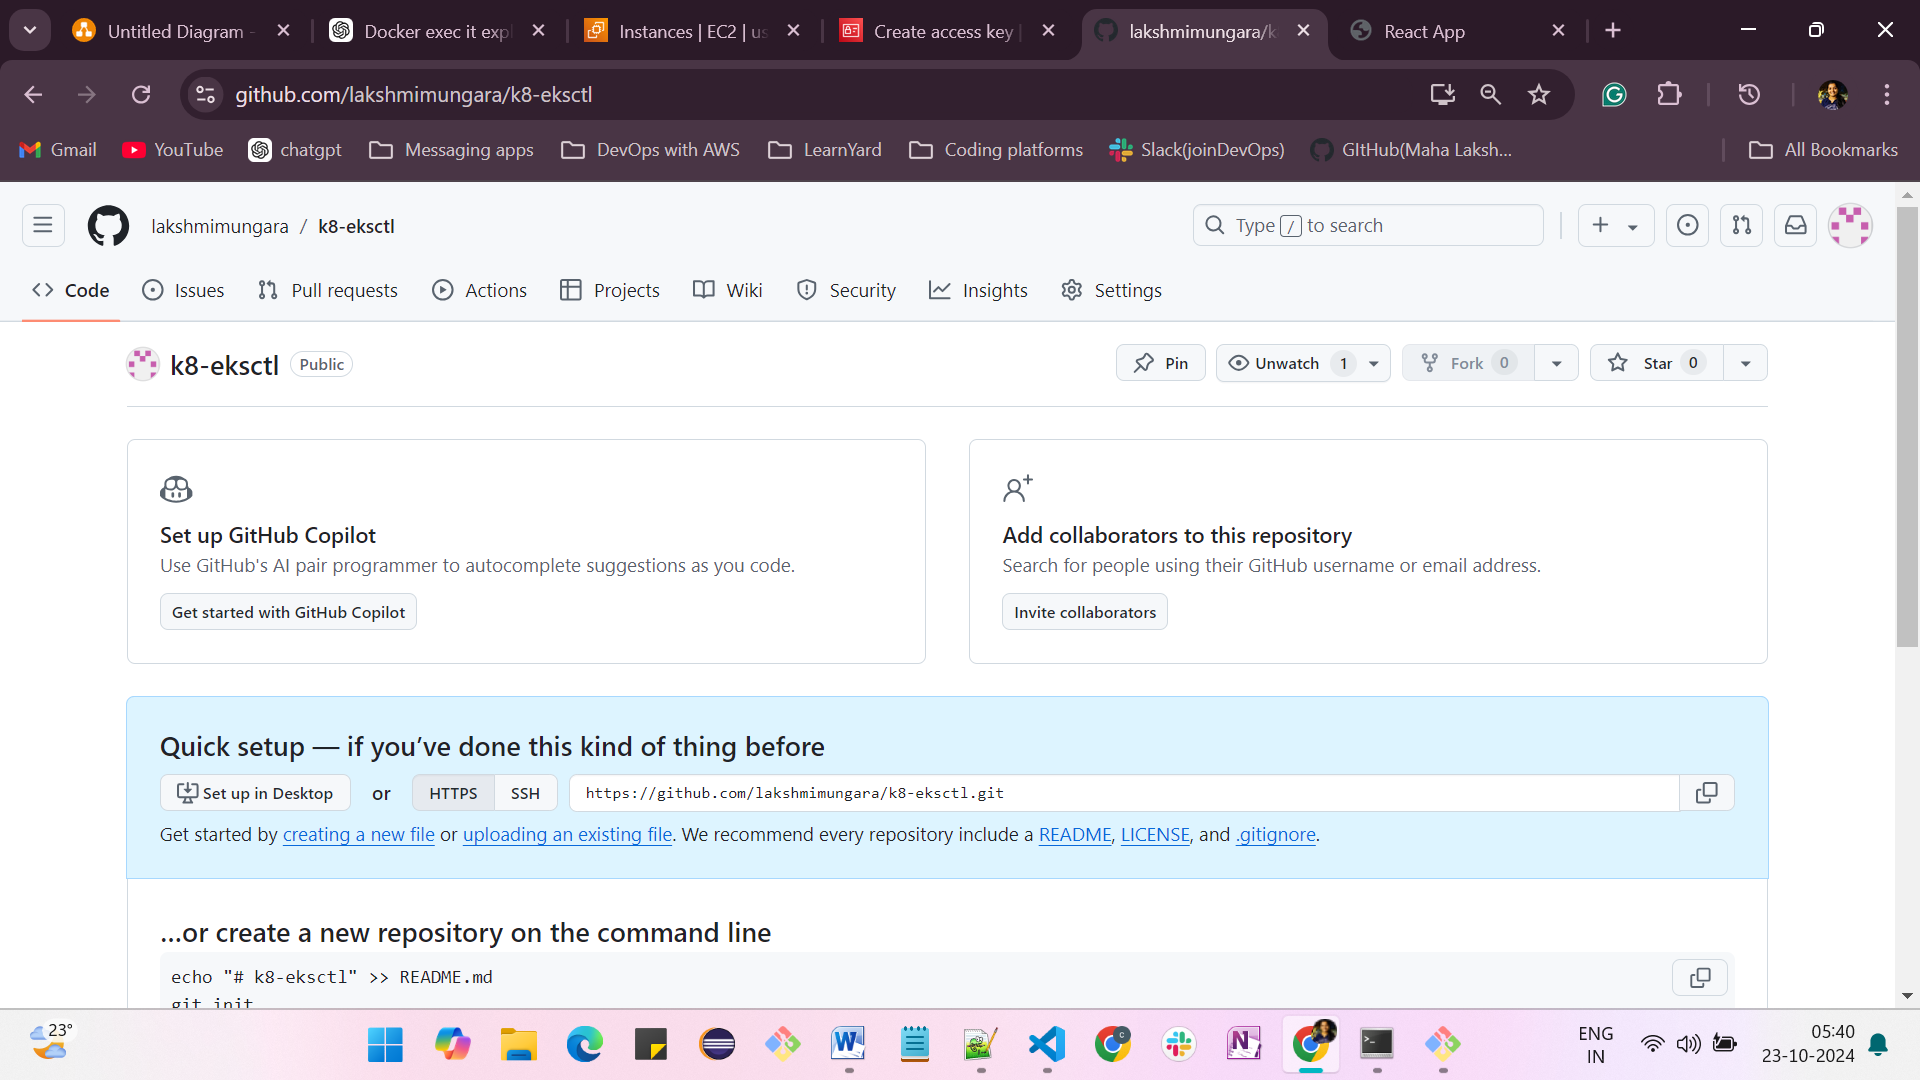 Untitled Diagram -
Docker exec it expl
Instances | EC2 | us
Create access key |
lakshmimungara/k
React App
github.com/lakshmimungara/k8-eksctl
Gmail
YouTube
chatgpt
Messaging apps
DevOps with AWS
LearnYard
Coding platforms
Slack(joinDevOps)
GItHub(Maha Laksh...
All Bookmarks
lakshmimungara / k8-eksctl
Type / to search
Code
Issues
Pull requests
Actions
Projects
Wiki
Security
Insights
Settings
k8-eksctl Public
Pin
Unwatch 1
Fork 0
Star 0
Set up GitHub Copilot
Use GitHub's AI pair programmer to autocomplete suggestions as you code.
Get started with GitHub Copilot
Add collaborators to this repository
Search for people using their GitHub username or email address.
Invite collaborators
Quick setup — if you’ve done this kind of thing before
Set up in Desktop or HTTPS SSH https://github.com/lakshmimungara/k8-eksctl.git
Get started by creating a new file or uploading an existing file. We recommend every repository include a README, LICENSE, and .gitignore.
...or create a new repository on the command line
echo "# k8-eksctl" >> README.md
git init
23°
ENG
IN
05:40
23-10-2024